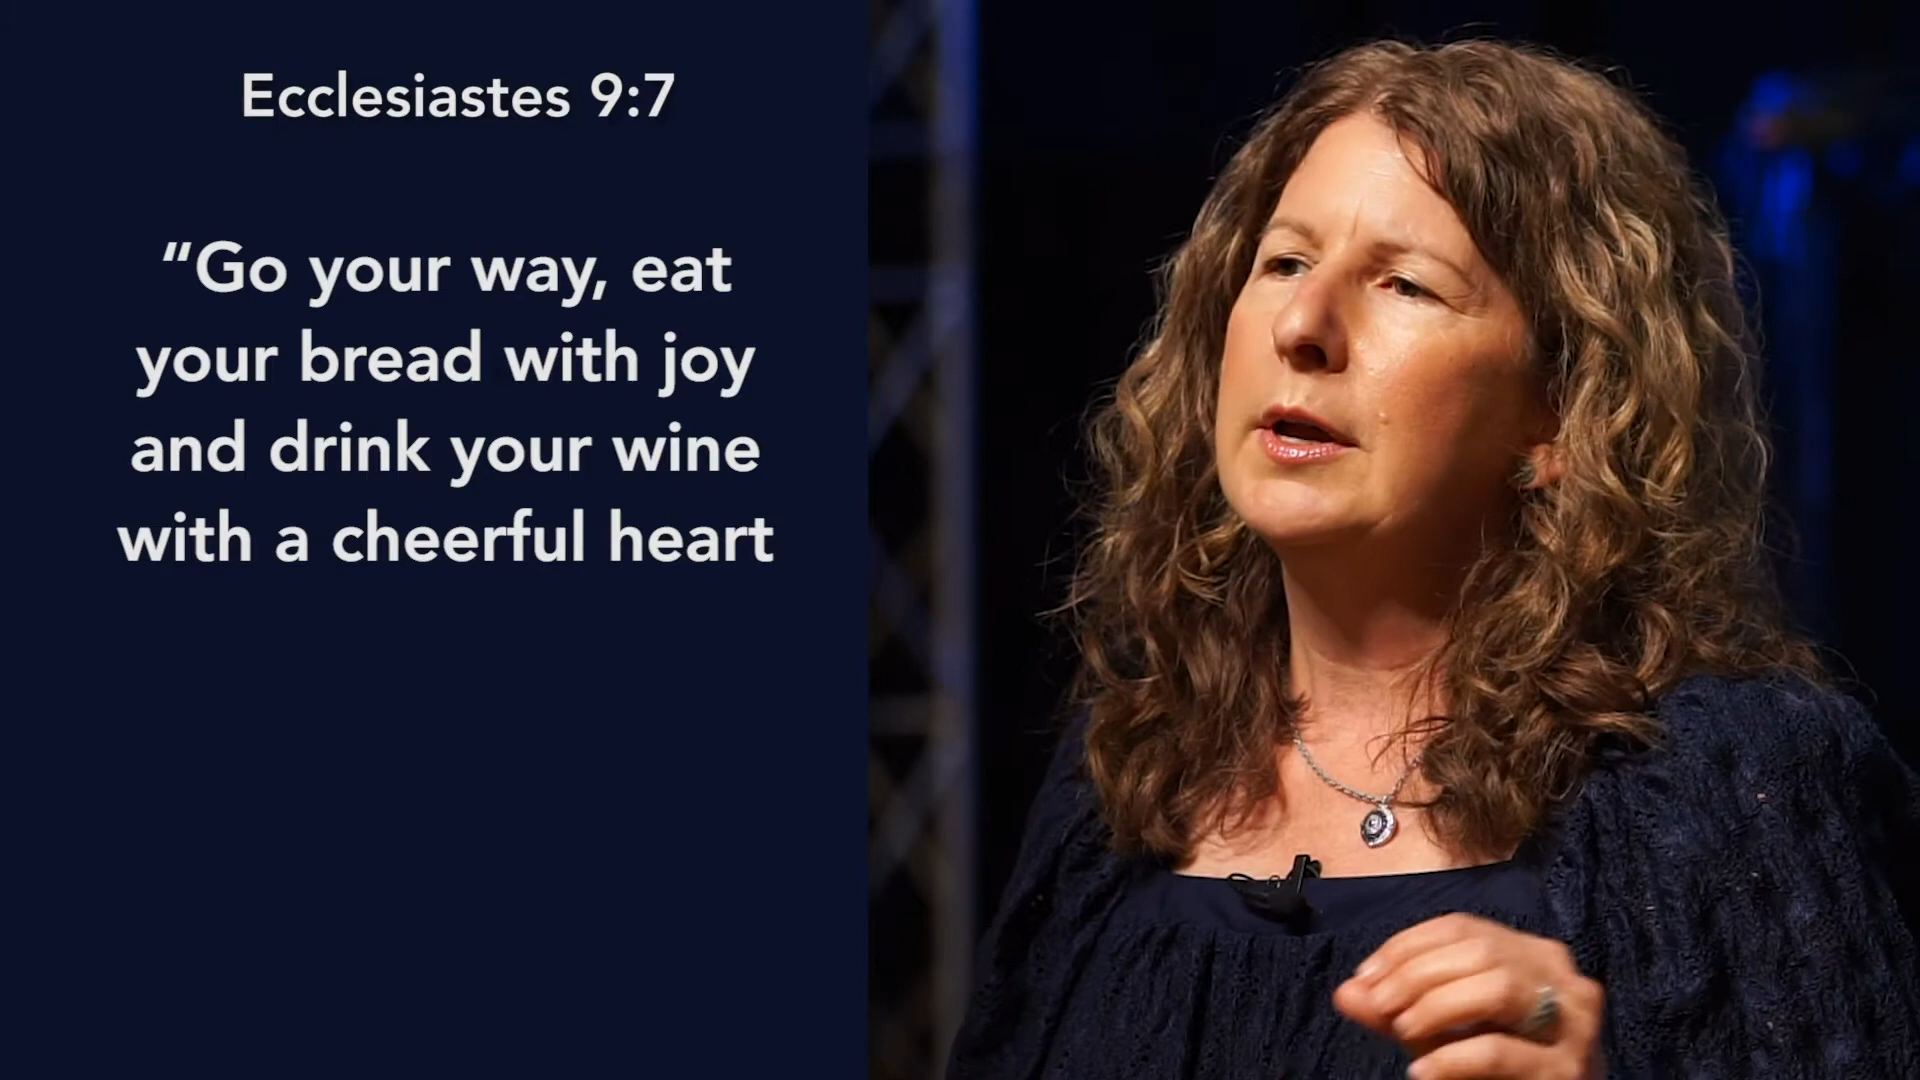 Ecclesiastes 9:7
“Go your way, eat
your bread with joy
and drink your wine
with a cheerful heart